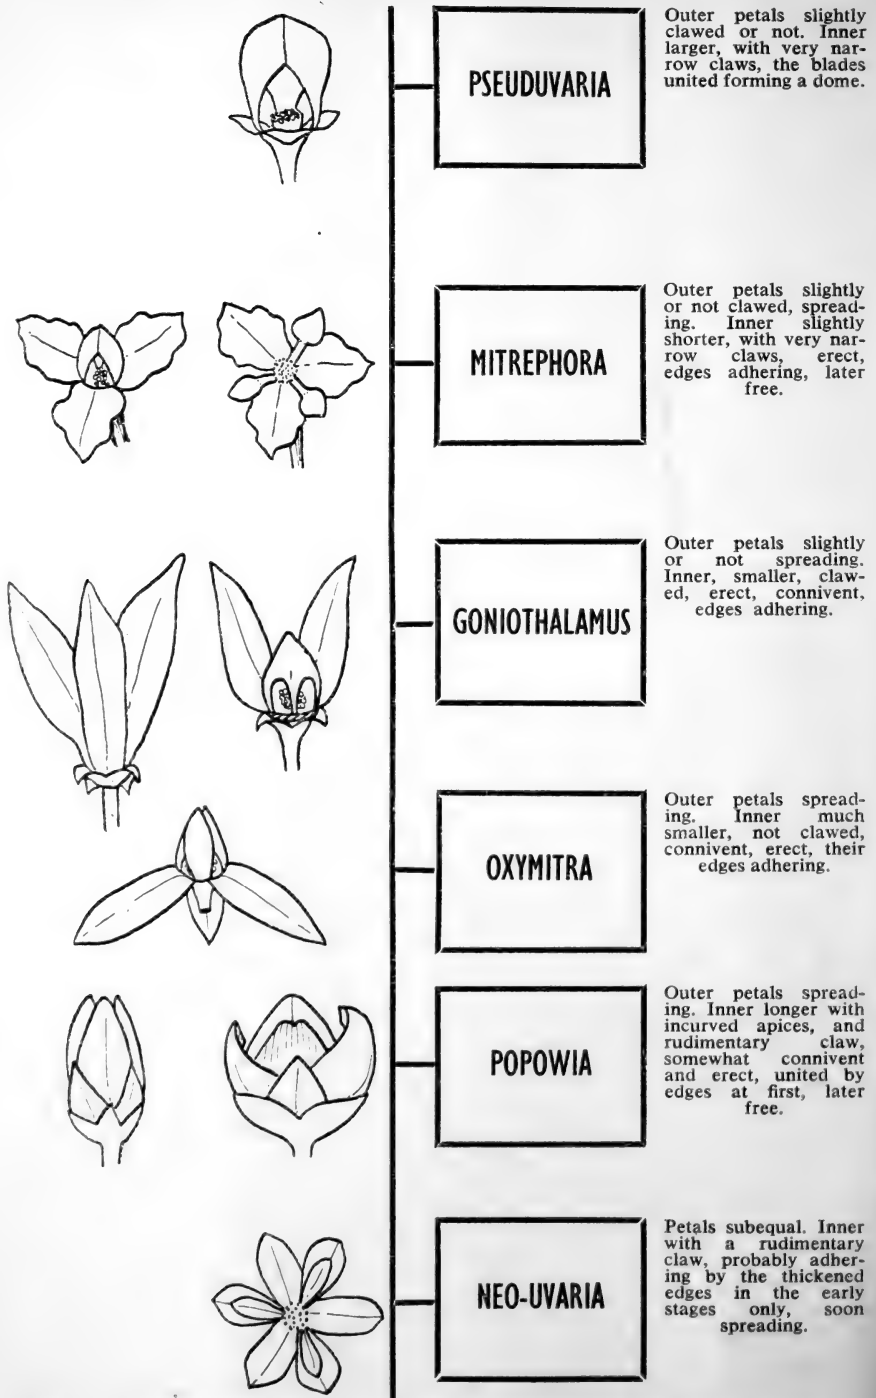 PSEUDUVARIA
Outer petals slightly
clawed or not. Inner
larger, with very nar-
row claws, the blades
united forming a dome.
MITREPHORA
Outer petals slightly
or not clawed, spread-
ing. Inner slightly
shorter, with very nar-
row claws, erect,
edges adhering, later
free.
GONIOTHALAMUS
Outer petals slightly
or not spreading.
Inner, smaller, claw-
ed, erect, connivent,
edges adhering.
OXYMITRA
Outer petals spread-
ing. Inner much
smaller, not clawed,
connivent, erect, their
edges adhering.
POPOWIA
Outer petals spread-
ing. Inner longer with
incurved apices, and
rudimentary claw,
somewhat connivent
and erect, united by
edges at first, later
free.
NEO-UVARIA
Petals subequal. Inner
with a rudimentary
claw, probably adher-
ing by the thickened
edges in the early
stages only, soon
spreading.